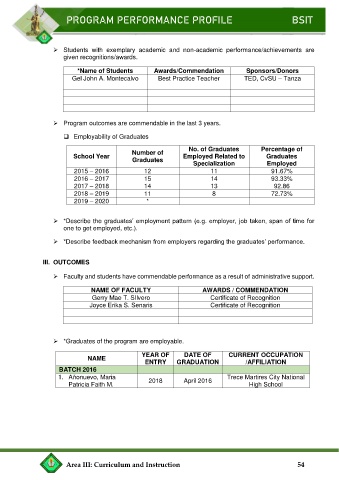 PROGRAM PERFORMANCE PROFILE BSIT
➢ Students with exemplary academic and non-academic performance/achievements are
given recognitions/awards.
*Name of Students Awards/Commendation Sponsors/Donors
Gel John A. Montecalvo Best Practice Teacher TED, CvSU – Tanza
➢ Program outcomes are commendable in the last 3 years.
❑ Employability of Graduates
School Year Number of Graduates No. of Graduates Employed Related to Specialization Percentage of Graduates Employed
2015 – 2016 12 11 91.67%
2016 – 2017 15 14 93.33%
2017 – 2018 14 13 92.86
2018 – 2019 11 8 72.73%
2019 – 2020 *
➢ *Describe the graduates' employment pattern (e.g. employer, job taken, span of time for
one to get employed, etc.).
➢ *Describe feedback mechanism from employers regarding the graduates' performance.
III. OUTCOMES
➢ Faculty and students have commendable performance as a result of administrative support.
NAME OF FACULTY AWARDS / COMMENDATION
Gerry Mae T. Silvero Certificate of Recognition
Joyce Erika S. Senaris Certificate of Recognition
➢ *Graduates of the program are employable.
NAME YEAR OF ENTRY DATE OF GRADUATION CURRENT OCCUPATION /AFFILIATION
BATCH 2016
1. Añonuevo, Maria Patricia Faith M. 2018 April 2016 Trece Martires City National High School
Area III: Curriculum and Instruction 54